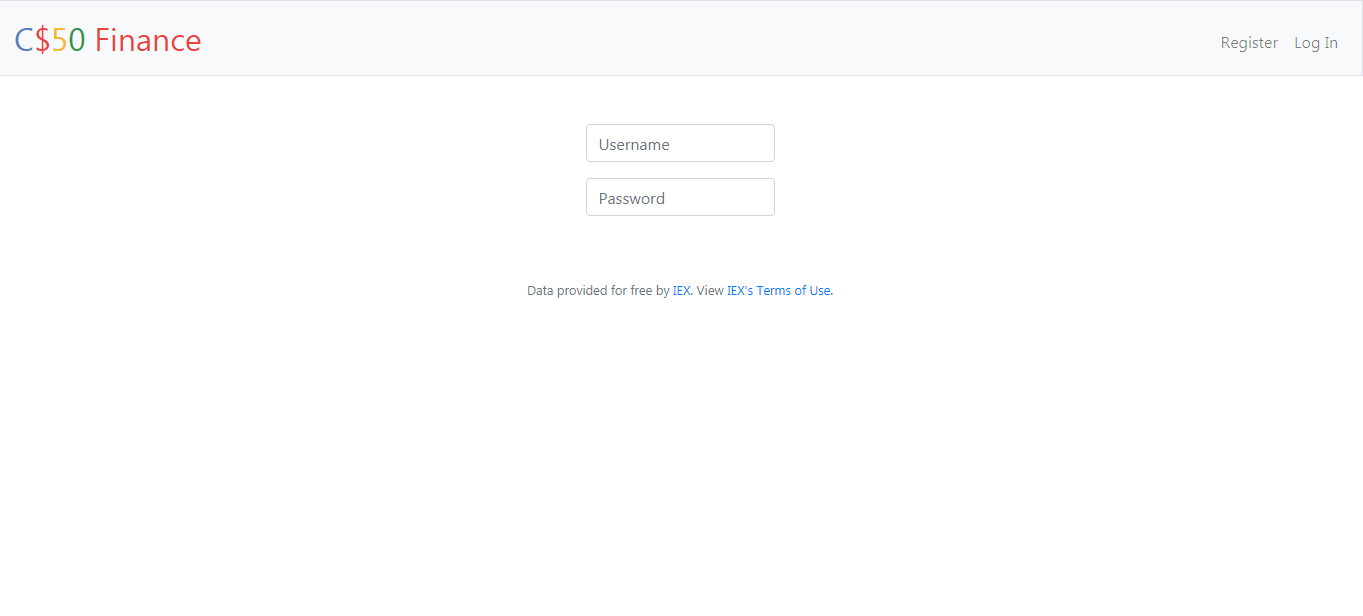 C$50 Finance
Register
Log In
Username
Password
Data provided for free by IEX. View IEX's Terms of Use.